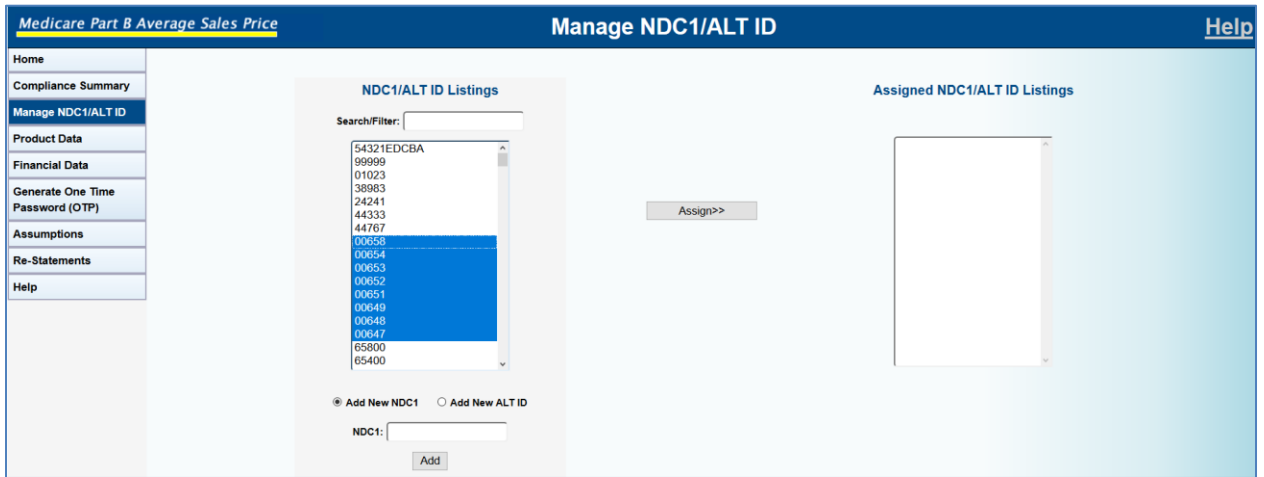 Medicare Part B Average Sales Price
Manage NDC1/ALT ID
Help
Home
Compliance Summary
Manage NDC1/ALT ID
Product Data
Financial Data
Generate One Time
Password (OTP)
Assumptions
Re-Statements
Help
NDC1/ALT ID Listings
Search/Filter:
54321EDCBA
99999
01023
38983
24241
44333
44767
00658
00654
00653
00652
00651
00649
00648
00647
65800
65400
Add New NDC1
Add New ALT ID
NDC1:
Add
Assign>>
Assigned NDC1/ALT ID Listings